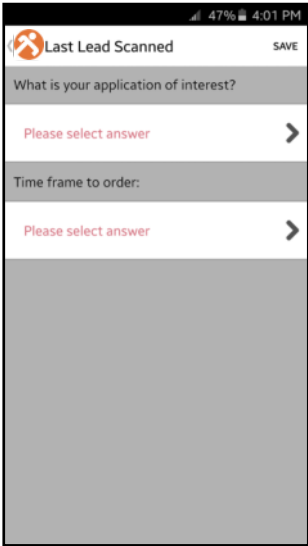 47% 4:01 PM
Last Lead Scanned SAVE
What is your application of interest?
Please select answer
Time frame to order:
Please select answer